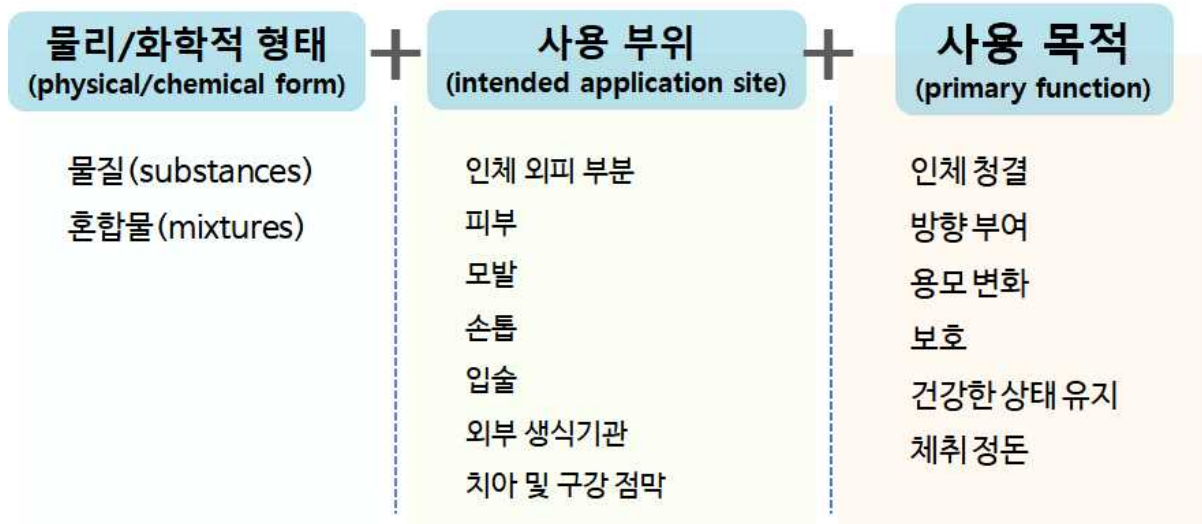 물리/화학적 형태
(physical/chemical form)
물질(substances)
혼합물(mixtures)
+
사용 부위
(intended application site)
인체 외피 부분
피부
모발
손톱
입술
외부 생식기관
치아 및 구강 점막
+
사용 목적
(primary function)
인체 청결
방향 부여
용모 변화
보호
건강한 상태 유지
체취 정돈